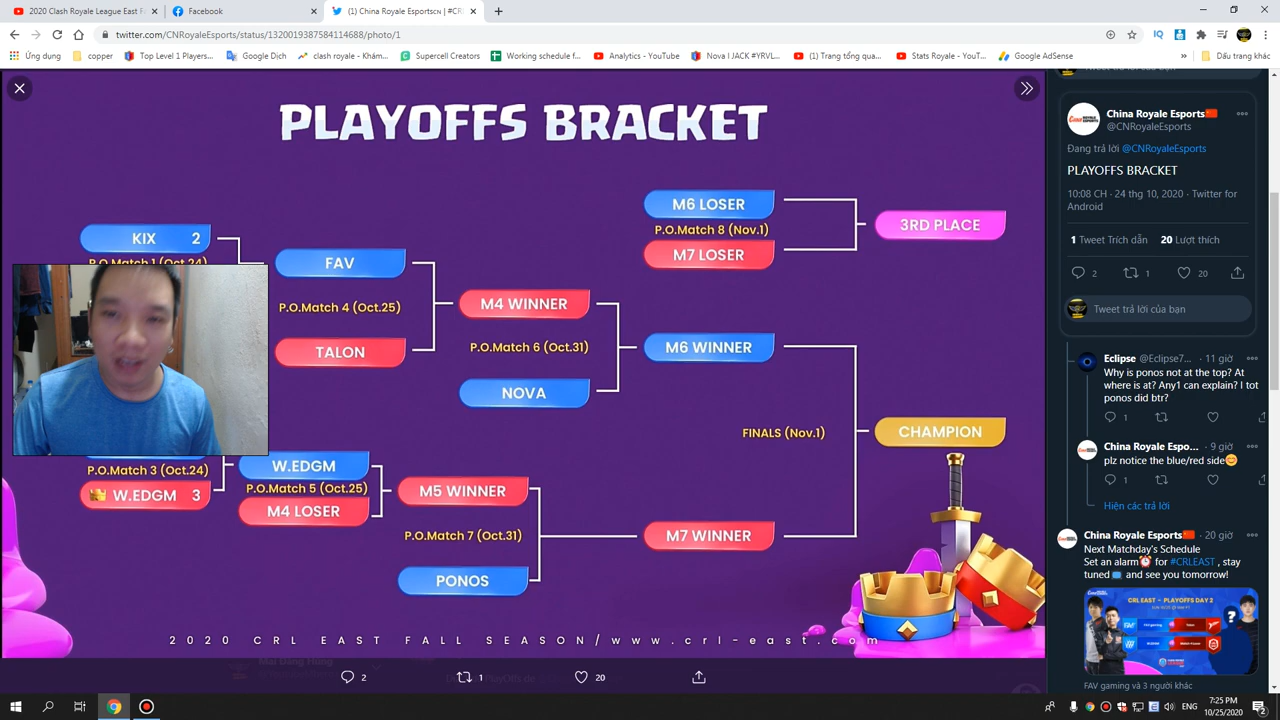 2020 Clash Royale League East F
Facebook
(1) China Royale Esports🇨🇳 | #CRL
twitter.com/CNRoyaleEsports/status/1320019387584114688/photo/1
Ứng dụng
copper
Top Level 1 Players...
Google Dịch
clash royale - Khám...
Supercell Creators
Working schedule f...
Analytics - YouTube
Nova I JACK #YRVL...
(1) Trang tổng qua...
Stats Royale - YouT...
Google AdSense
Dấu trang khác
PLAYOFFS BRACKET
KIX 2
P.O.Match 1 (Oct.24)
FAV
P.O.Match 4 (Oct.25)
TALON
M4 WINNER
P.O.Match 6 (Oct.31)
NOVA
M6 LOSER
P.O.Match 8 (Nov.1)
M7 LOSER
3RD PLACE
M6 WINNER
FINALS (Nov.1)
CHAMPION
P.O.Match 3 (Oct.24)
W.EDGM 3
W.EDGM
P.O.Match 5 (Oct.25)
M4 LOSER
M5 WINNER
P.O.Match 7 (Oct.31)
PONOS
M7 WINNER
2020 CRL EAST FALL SEASON/www.crl-east.com
2
1
20
Tweet trả lời của bạn
China Royale Esports🇨🇳
@CNRoyaleEsports
Đang trả lời @CNRoyaleEsports
PLAYOFFS BRACKET
10:08 CH · 24 thg 10, 2020 · Twitter for
Android
1 Tweet Trích dẫn 20 Lượt thích
2 1 20
Tweet trả lời của bạn
Eclipse @Eclipse7... · 11 giờ
Why is ponos not at the top? At
where is at? Any1 can explain? I tot
ponos did btr?
1
China Royale Espo... · 9 giờ
plz notice the blue/red side😊
1
Hiện các trả lời
China Royale Esports🇨🇳 · 20 giờ
Next Matchday's Schedule
Set an alarm⏰ for #CRLEAST , stay
tuned and see you tomorrow!
CRL EAST - PLAYOFFS DAY 2
FAV gaming và 3 người khác
ENG
7:25 PM
10/25/2020
2